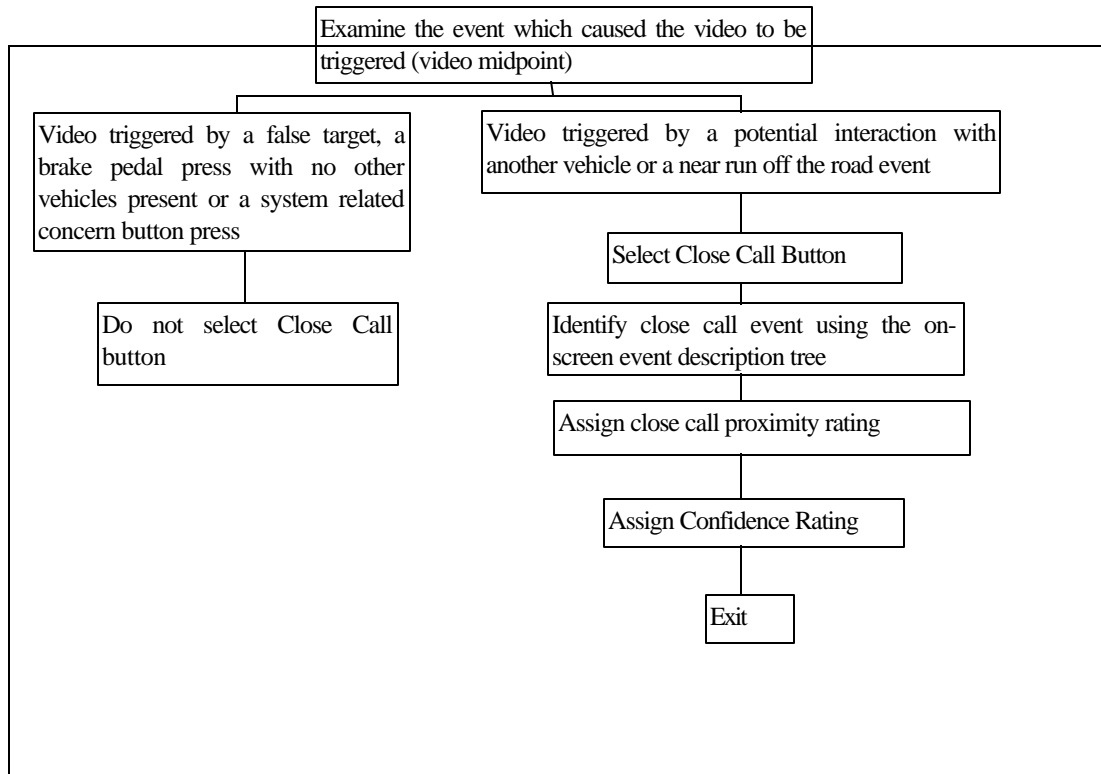 Examine the event which caused the video to be
triggered (video midpoint)
Video triggered by a false target, a
brake pedal press with no other
vehicles present or a system related
concern button press
Do not select Close Call
button
Video triggered by a potential interaction with
another vehicle or a near run off the road event
Select Close Call Button
Identify close call event using the on-
screen event description tree
Assign close call proximity rating
Assign Confidence Rating
Exit